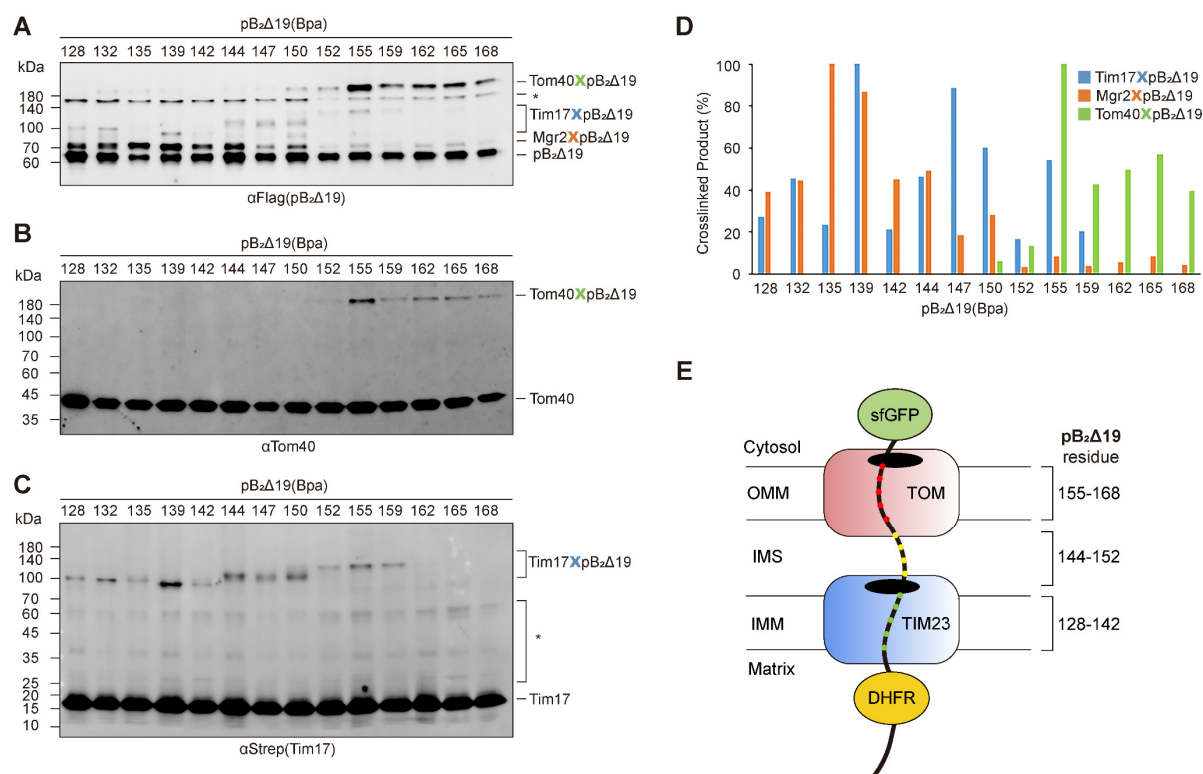 A
pB₂Δ19(Bpa)
128 132 135 139 142 144 147 150 152 155 159 162 165 168
kDa
180
140
100
70
60
Tom40XpB₂Δ19
*
Tim17XpB₂Δ19
Mgr2XpB₂Δ19
pB₂Δ19
αFlag(pB₂Δ19)
B
pB₂Δ19(Bpa)
128 132 135 139 142 144 147 150 152 155 159 162 165 168
kDa
180
140
100
70
60
45
35
Tom40XpB₂Δ19
Tom40
αTom40
C
pB₂Δ19(Bpa)
128 132 135 139 142 144 147 150 152 155 159 162 165 168
kDa
180
140
100
70
60
45
35
25
20
15
10
Tim17XpB₂Δ19
*
Tim17
αStrep(Tim17)
D
Crosslinked Product (%)
100
80
60
40
20
0
Tim17XpB₂Δ19
Mgr2XpB₂Δ19
Tom40XpB₂Δ19
128 132 135 139 142 144 147 150 152 155 159 162 165 168
pB₂Δ19(Bpa)
E
sfGFP
pB₂Δ19
residue
Cytosol
OMM TOM 155-168
IMS 144-152
IMM TIM23 128-142
Matrix
DHFR